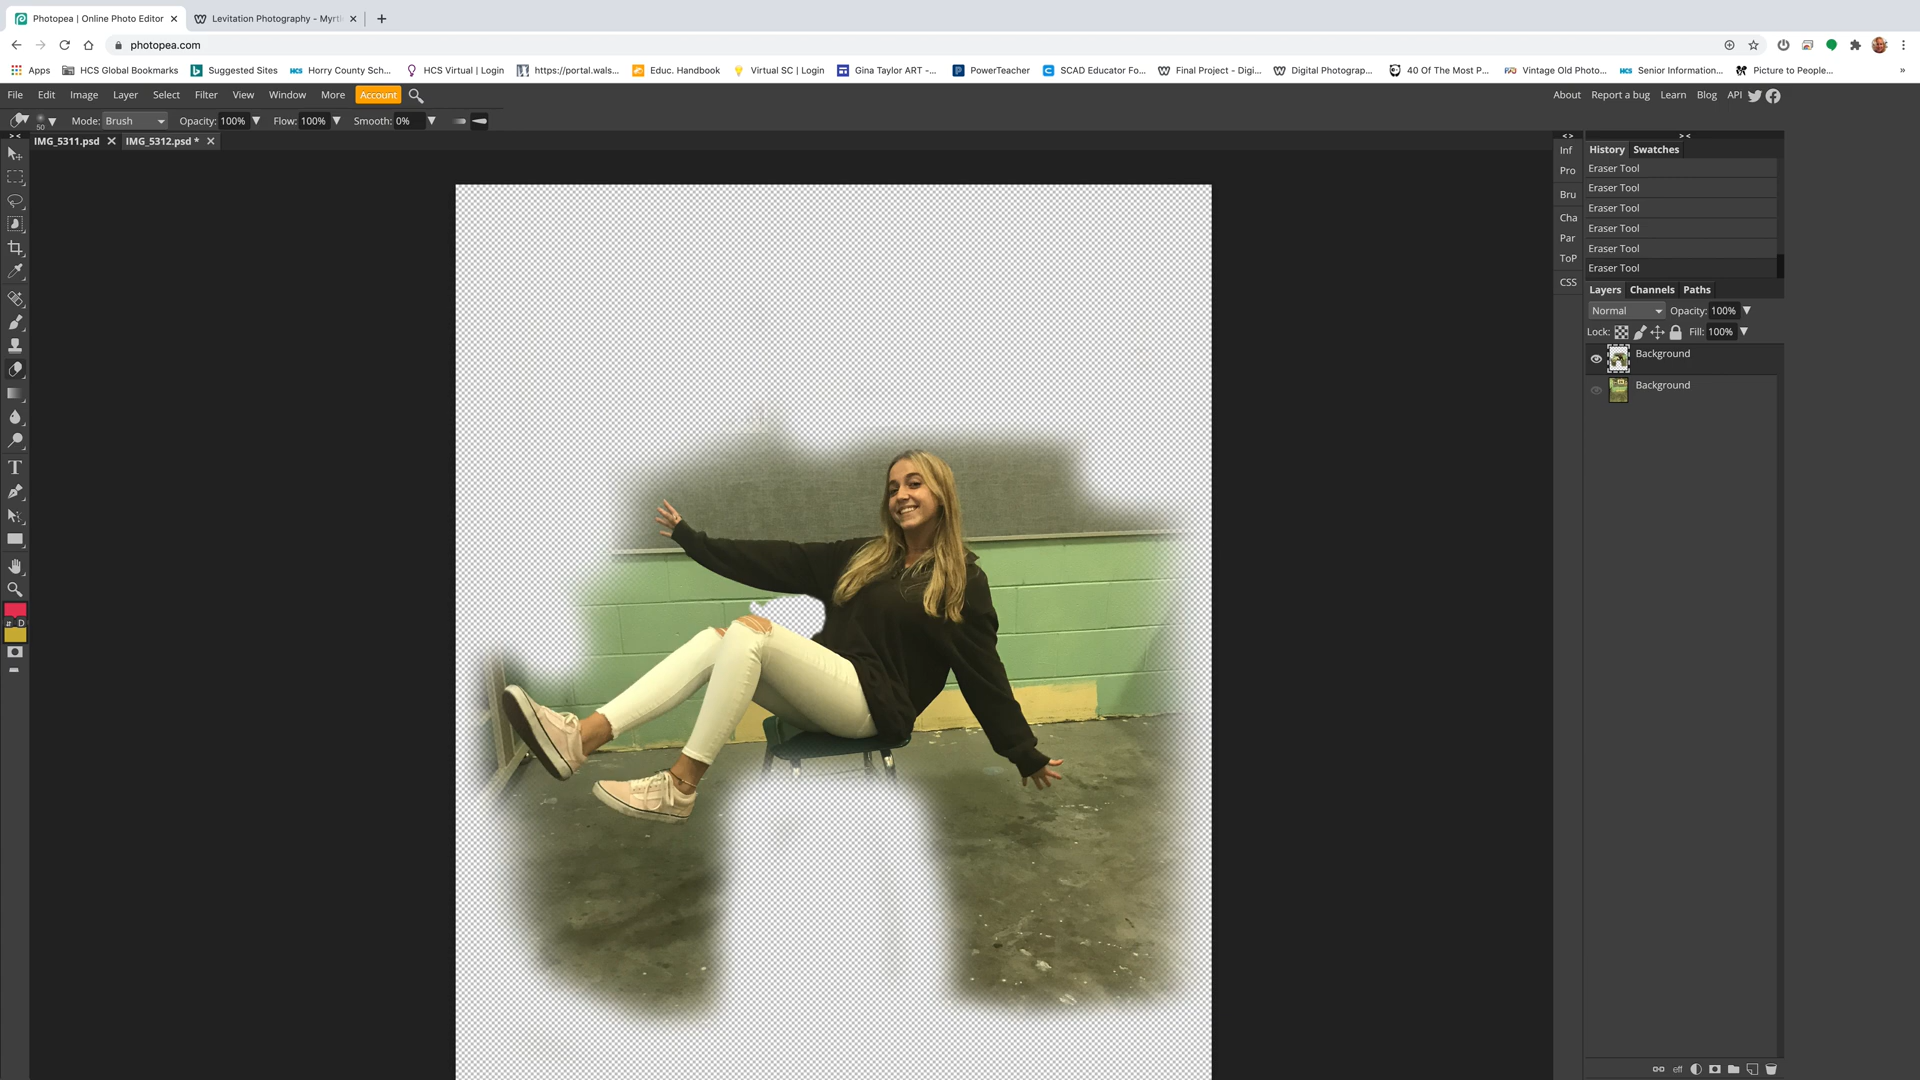 Photopea | Online Photo Editor
Levitation Photography - Myrtl
photopea.com
Apps
HCS Global Bookmarks
Suggested Sites
HCS Horry County Sch...
HCS Virtual | Login
https://portal.wals...
Educ. Handbook
Virtual SC | Login
Gina Taylor ART -...
PowerTeacher
SCAD Educator Fo...
Final Project - Digi...
Digital Photograp...
40 Of The Most P...
Vintage Old Photo...
HCS Senior Information...
Picture to People...
File Edit Image Layer Select Filter View Window More Account
About Report a bug Learn Blog API
50 Mode: Brush Opacity: 100% Flow: 100% Smooth: 0%
IMG_5311.psd IMG_5312.psd *
Inf
Pro
Bru
Cha
Par
ToP
CSS
History Swatches
Eraser Tool
Eraser Tool
Eraser Tool
Eraser Tool
Eraser Tool
Eraser Tool
Layers Channels Paths
Normal Opacity: 100%
Lock: Fill: 100%
Background
Background
T
D
eff